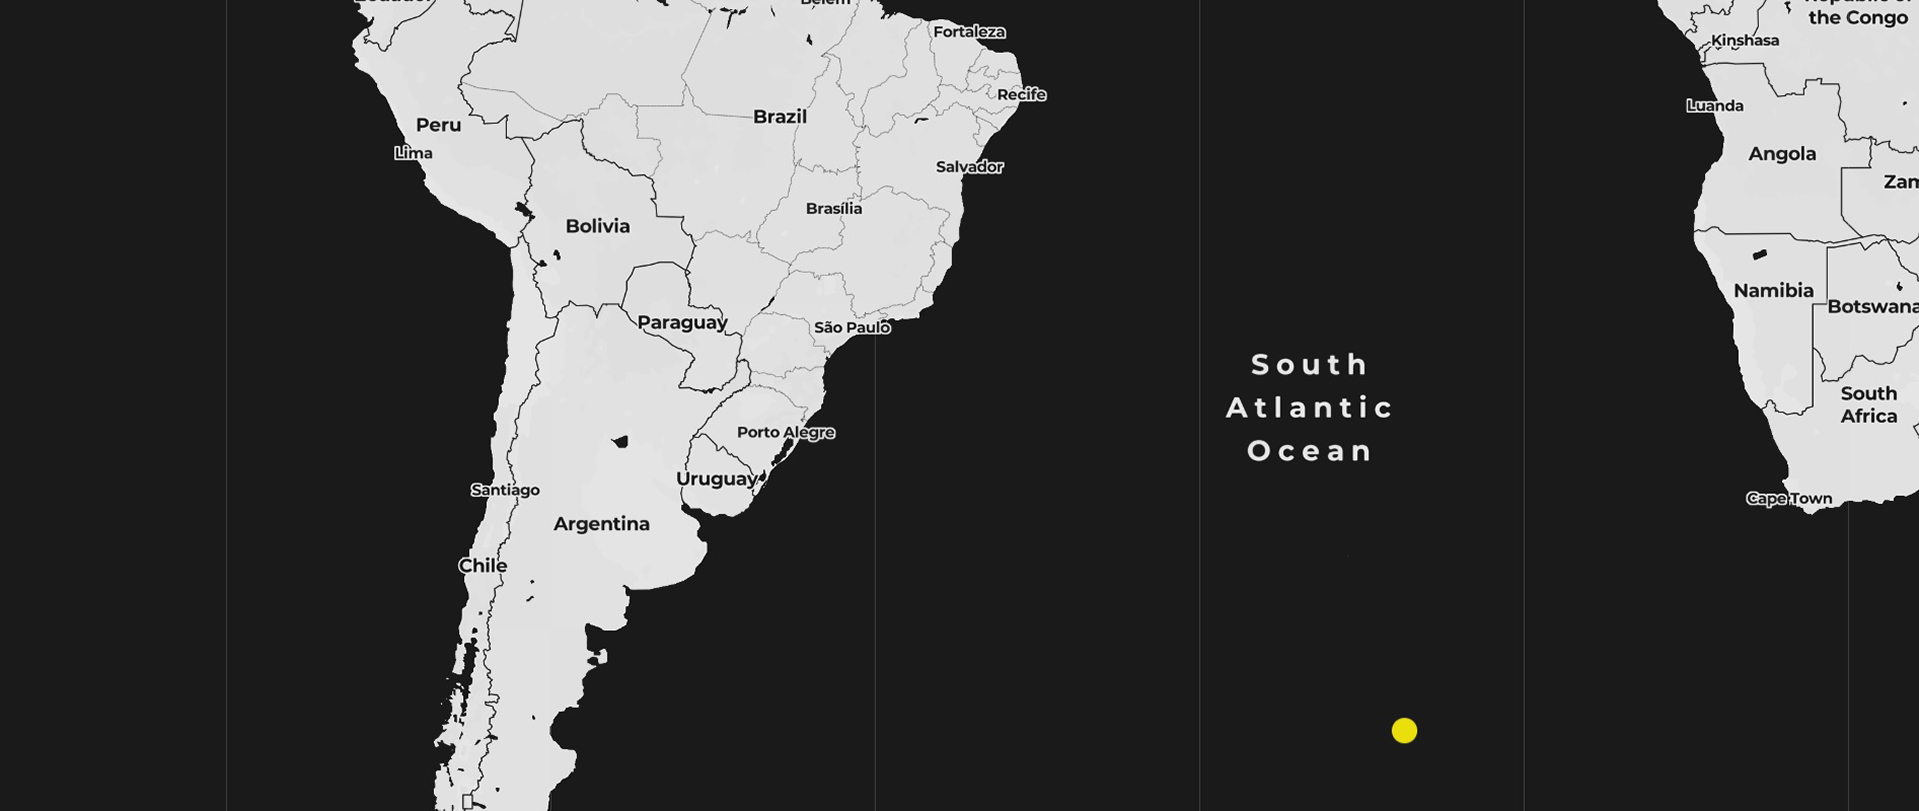 Fortaleza
the Congo
Kinshasa
Recife
Luanda
Brazil
Peru
Lima
Angola
Salvador
Brasília
Bolivia
Namibia
Botswana
Paraguay
São Paulo
South
Atlantic
Ocean
South
Africa
Porto Alegre
Uruguay
Santiago
Cape Town
Argentina
Chile